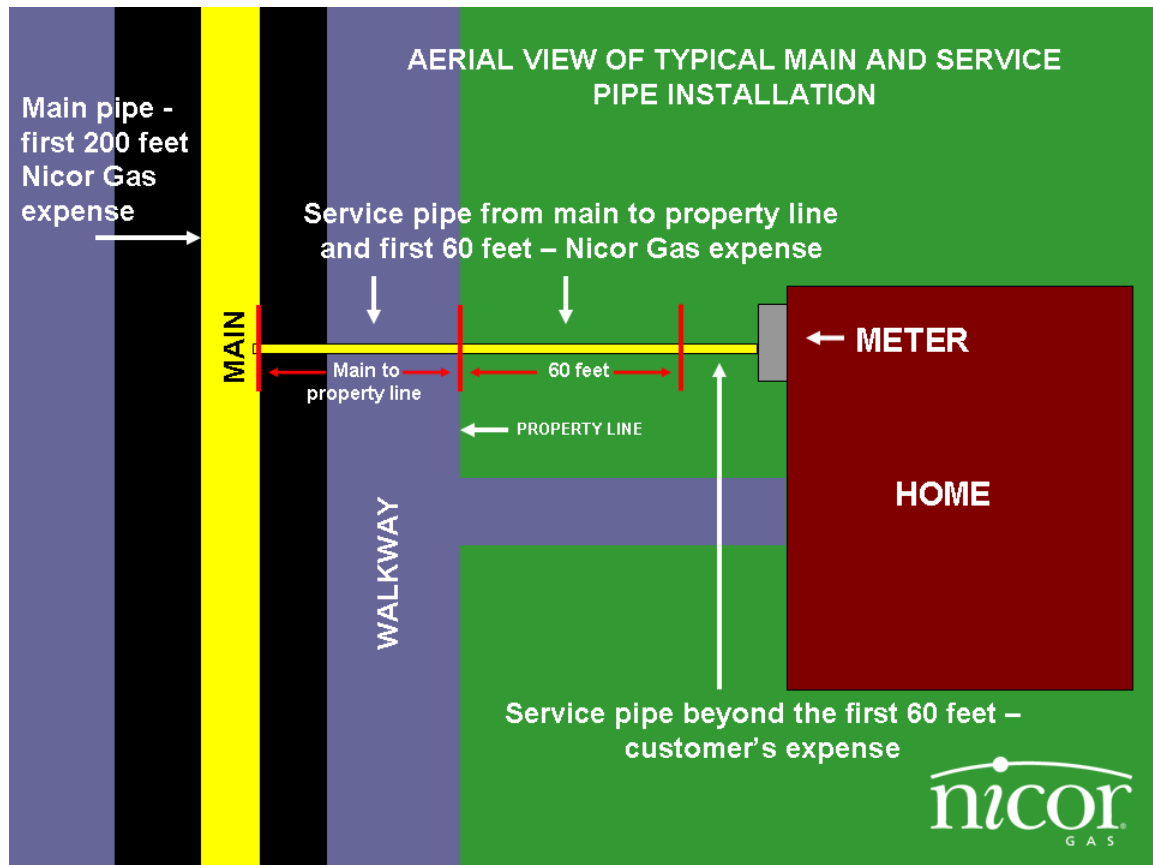 AERIAL VIEW OF TYPICAL MAIN AND SERVICE
PIPE INSTALLATION
Main pipe -
first 200 feet
Nicor Gas
expense
Service pipe from main to property line
and first 60 feet – Nicor Gas expense
MAIN
Main to
property line
60 feet
METER
PROPERTY LINE
HOME
WALKWAY
Service pipe beyond the first 60 feet –
customer's expense
nicor®
GAS